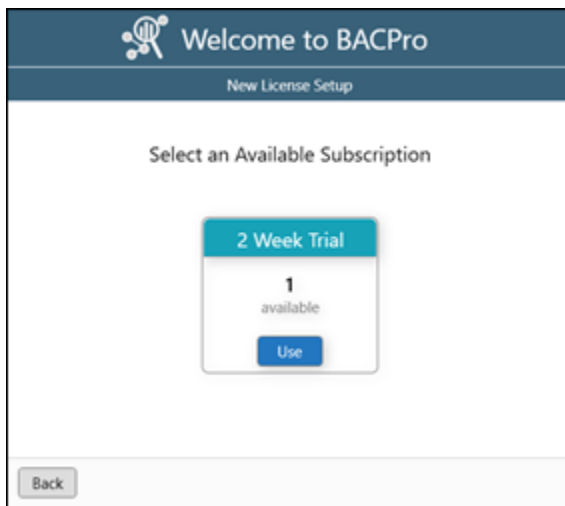 Welcome to BACPro
New License Setup
Select an Available Subscription
2 Week Trial
1
available
Use
Back